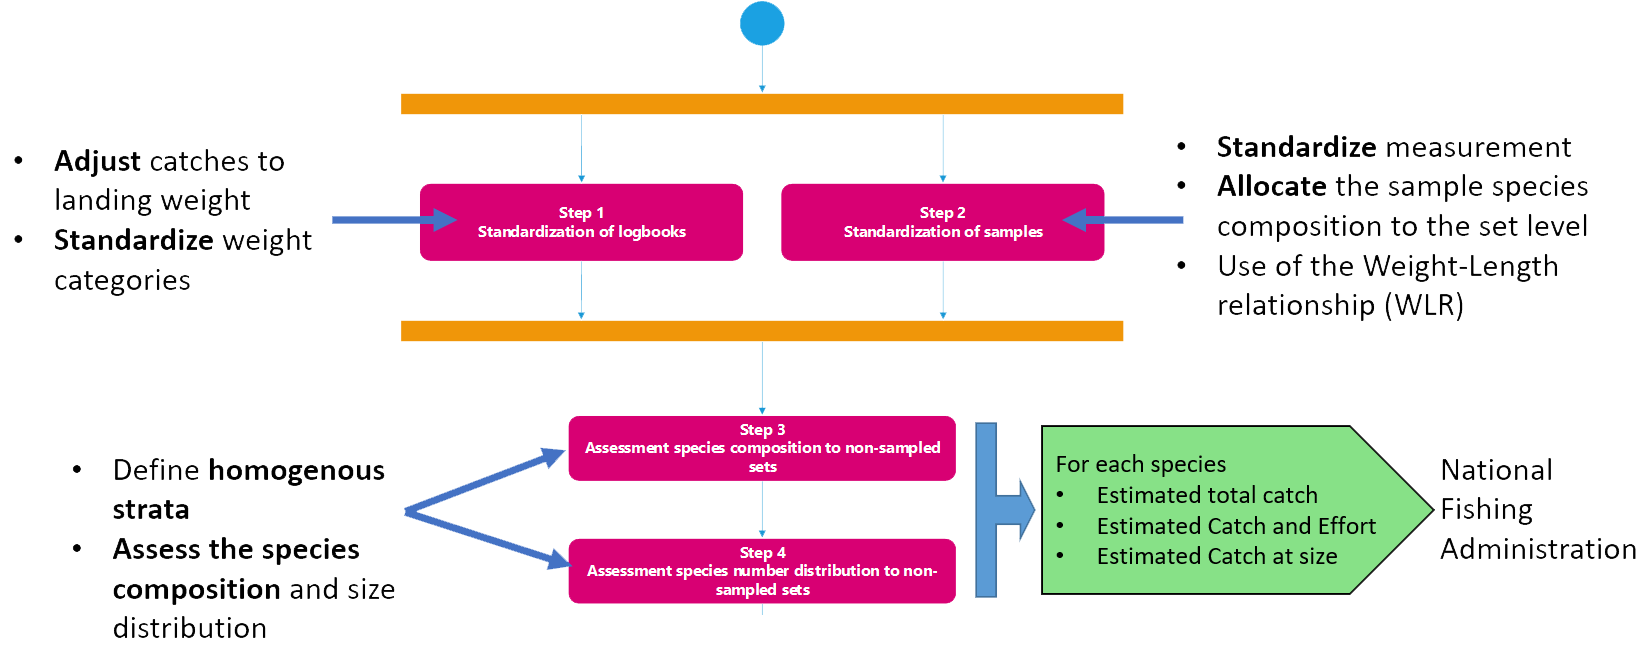 • Adjust catches to
landing weight
• Standardize weight
categories
Step 1
Standardization of logbooks
Step 2
Standardization of samples
• Standardize measurement
• Allocate the sample species
composition to the set level
• Use of the Weight-Length
relationship (WLR)
• Define homogenous
strata
• Assess the species
composition and size
distribution
Step 3
Assessment species composition to non-sampled
sets
Step 4
Assessment species number distribution to non-
sampled sets
For each species
• Estimated total catch
• Estimated Catch and Effort
• Estimated Catch at size
National
Fishing
Administration